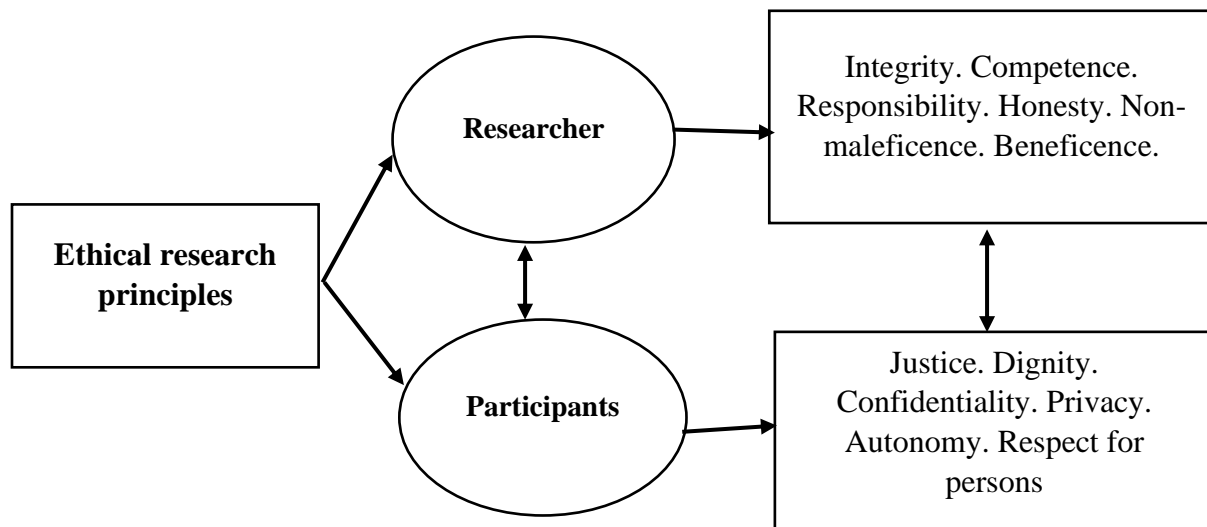 Ethical research
principles
Researcher
Participants
Integrity. Competence.
Responsibility. Honesty. Non-
maleficence. Beneficence.
Justice. Dignity.
Confidentiality. Privacy.
Autonomy. Respect for
persons